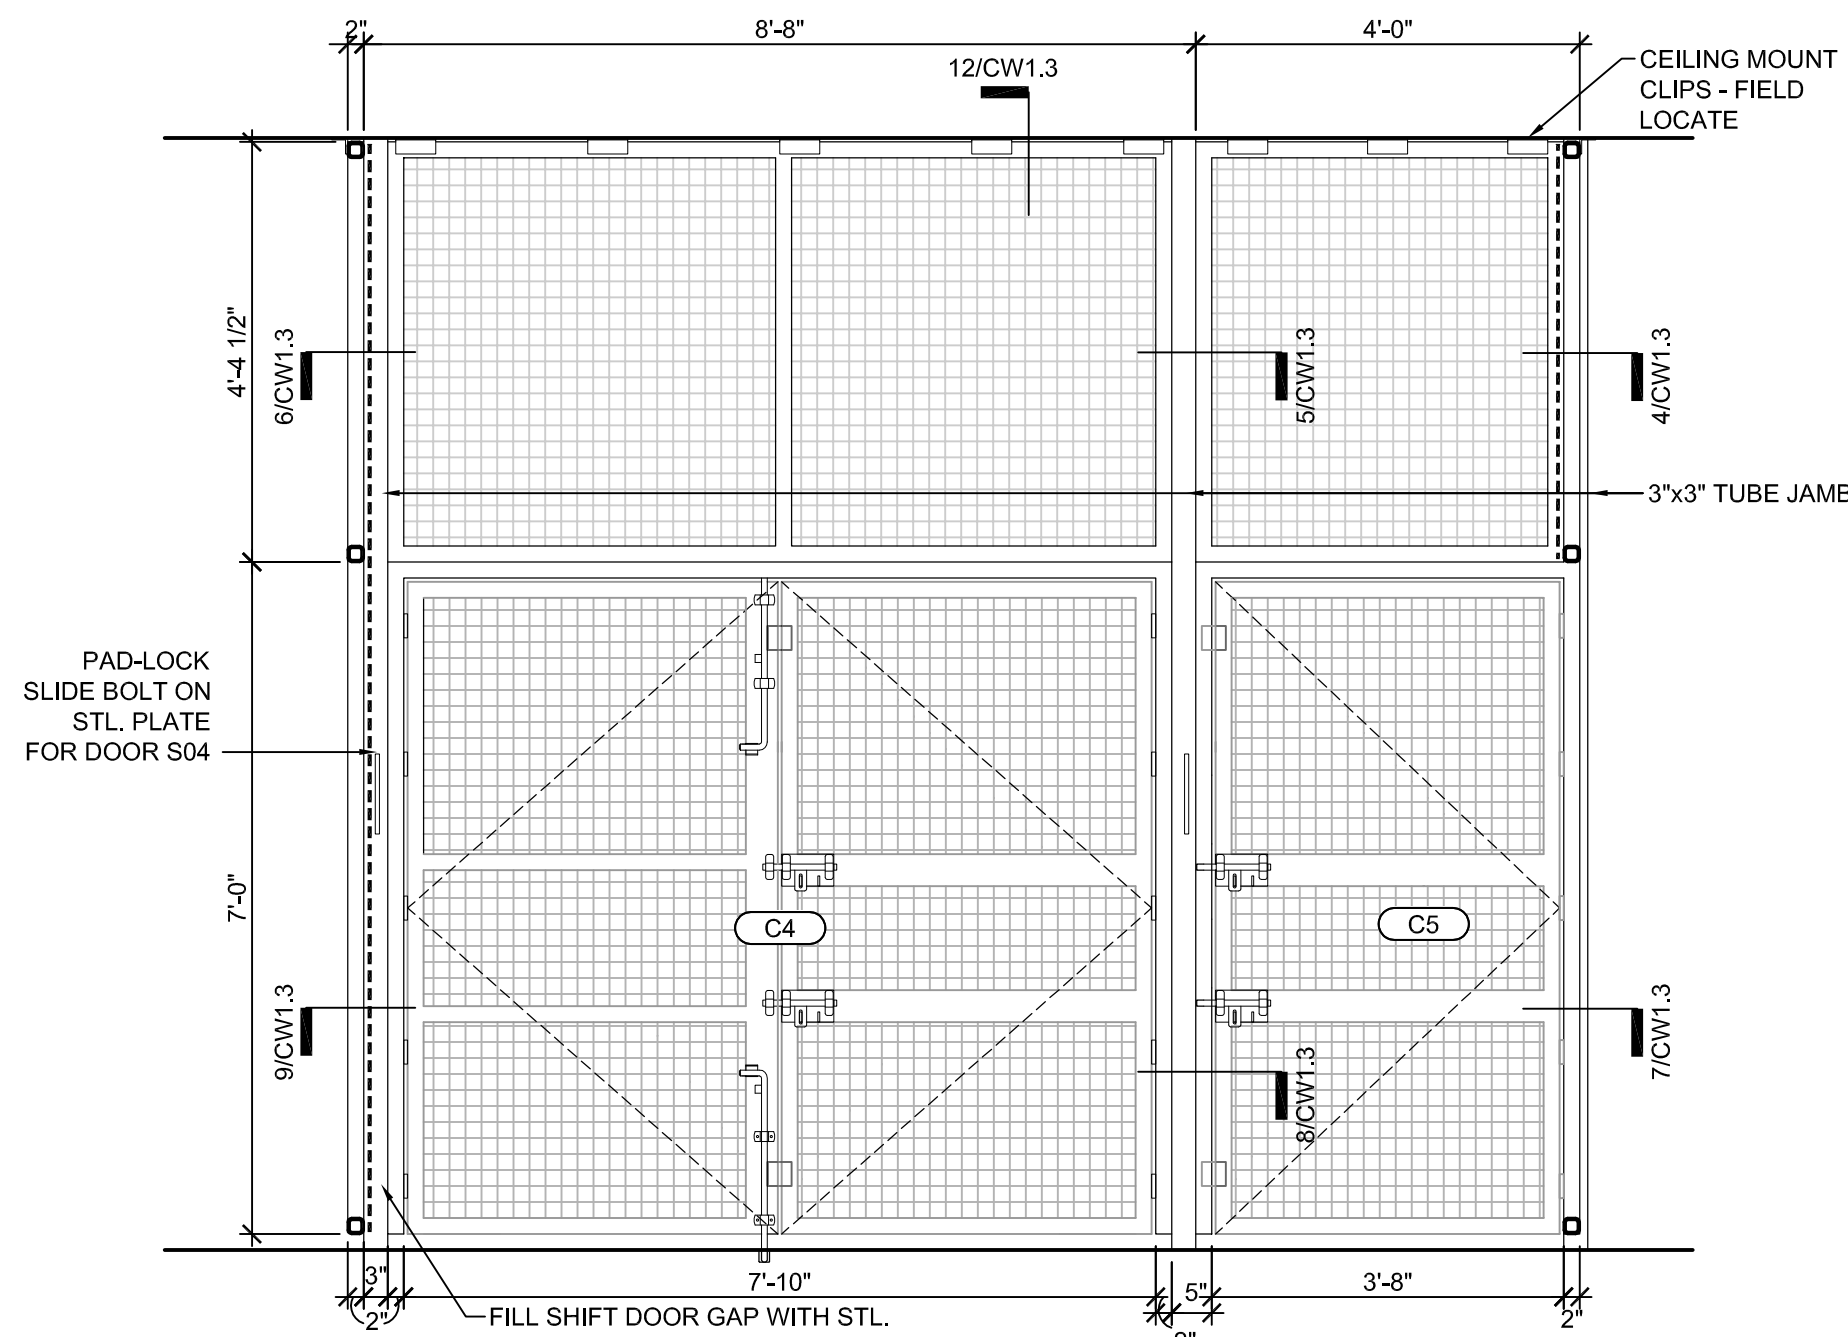 2"
8'-8"
4'-0"
12/CW1.3
CEILING MOUNT
CLIPS - FIELD
LOCATE
4'-4 1/2"
6/CW1.3
5/CW1.3
4/CW1.3
3"x3" TUBE JAMB
PAD-LOCK
SLIDE BOLT ON
STL. PLATE
FOR DOOR S04
7'-0"
C4
C5
9/CW1.3
8/CW1.3
7/CW1.3
3"
7'-10"
5"
3'-8"
2"
FILL SHIFT DOOR GAP WITH STL.
2"
2"